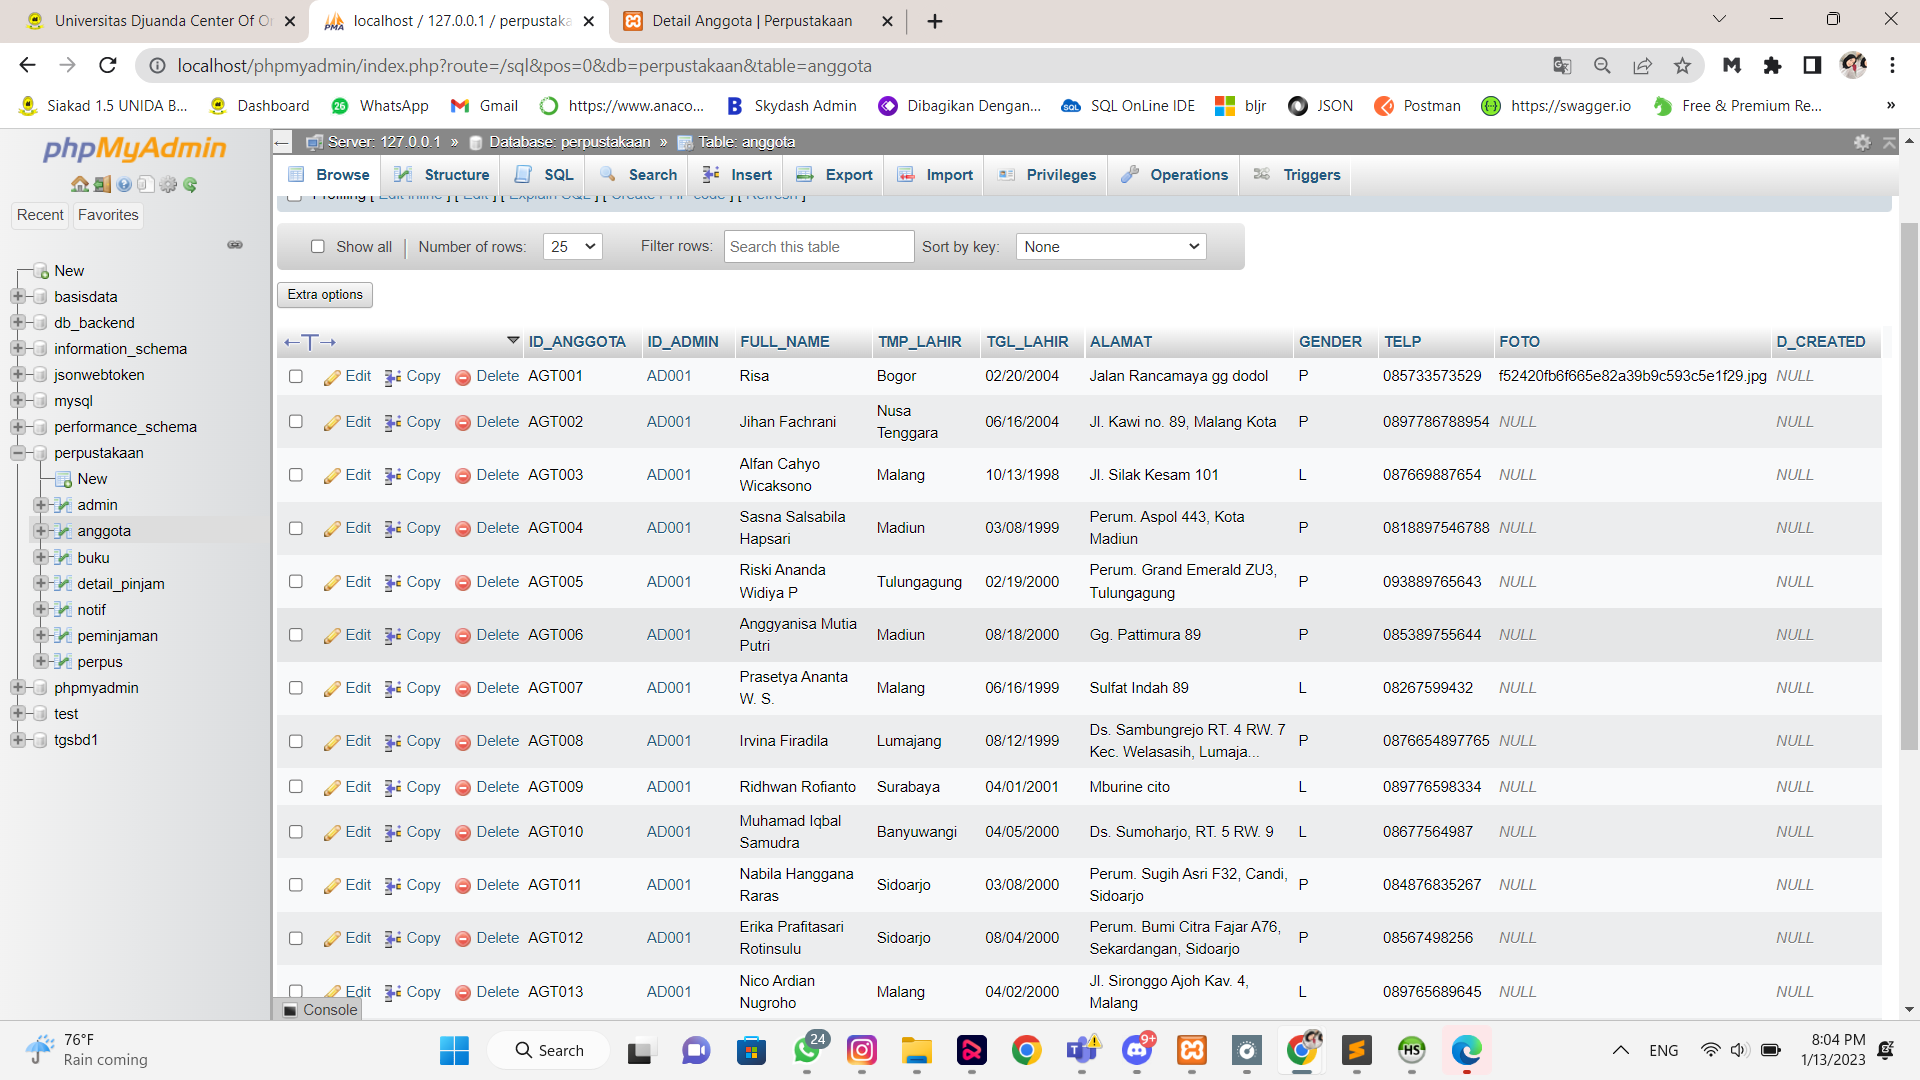 Universitas Djuanda Center Of Or
localhost / 127.0.0.1 / perpustaka
Detail Anggota | Perpustakaan
localhost/phpmyadmin/index.php?route=/sql&pos=0&db=perpustakaan&table=anggota
Siakad 1.5 UNIDA B...
Dashboard
WhatsApp
Gmail
https://www.anaco...
Skydash Admin
Dibagikan Dengan...
SQL OnLine IDE
bljr
JSON
Postman
https://swagger.io
Free & Premium Re...
»
phpMyAdmin
Recent
Favorites
New
basisdata
db_backend
information_schema
jsonwebtoken
mysql
performance_schema
perpustakaan
New
admin
anggota
buku
detail_pinjam
notif
peminjaman
perpus
phpmyadmin
test
tgsbd1
Server: 127.0.0.1 » Database: perpustakaan » Table: anggota
Browse Structure SQL Search Insert Export Import Privileges Operations Triggers
Profiling [ Edit inline ] [ Edit ] [ Explain SQL ] [ Create PHP code ] [ Refresh ]
Show all | Number of rows: 25 Filter rows: Search this table Sort by key: None
Extra options
ID_ANGGOTA ID_ADMIN FULL_NAME TMP_LAHIR TGL_LAHIR ALAMAT GENDER TELP FOTO D_CREATED
Edit Copy Delete AGT001 AD001 Risa Bogor 02/20/2004 Jalan Rancamaya gg dodol P 085733573529 f52420fb6f665e82a39b9c593c5e1f29.jpg NULL
Edit Copy Delete AGT002 AD001 Jihan Fachrani Nusa Tenggara 06/16/2004 Jl. Kawi no. 89, Malang Kota P 0897786788954 NULL NULL
Edit Copy Delete AGT003 AD001 Alfan Cahyo Wicaksono Malang 10/13/1998 Jl. Silak Kesam 101 L 087669887654 NULL NULL
Edit Copy Delete AGT004 AD001 Sasna Salsabila Hapsari Madiun 03/08/1999 Perum. Aspol 443, Kota Madiun P 0818897546788 NULL NULL
Edit Copy Delete AGT005 AD001 Riski Ananda Widiya P Tulungagung 02/19/2000 Perum. Grand Emerald ZU3, Tulungagung P 093889765643 NULL NULL
Edit Copy Delete AGT006 AD001 Anggyanisa Mutia Putri Madiun 08/18/2000 Gg. Pattimura 89 P 085389755644 NULL NULL
Edit Copy Delete AGT007 AD001 Prasetya Ananta W. S. Malang 06/16/1999 Sulfat Indah 89 L 08267599432 NULL NULL
Edit Copy Delete AGT008 AD001 Irvina Firadila Lumajang 08/12/1999 Ds. Sambungrejo RT. 4 RW. 7 Kec. Welasasih, Lumaja... P 0876654897765 NULL NULL
Edit Copy Delete AGT009 AD001 Ridhwan Rofianto Surabaya 04/01/2001 Mburine cito L 089776598334 NULL NULL
Edit Copy Delete AGT010 AD001 Muhamad Iqbal Samudra Banyuwangi 04/05/2000 Ds. Sumoharjo, RT. 5 RW. 9 L 08677564987 NULL NULL
Edit Copy Delete AGT011 AD001 Nabila Hanggana Raras Sidoarjo 03/08/2000 Perum. Sugih Asri F32, Candi, Sidoarjo P 084876835267 NULL NULL
Edit Copy Delete AGT012 AD001 Erika Prafitasari Rotinsulu Sidoarjo 08/04/2000 Perum. Bumi Citra Fajar A76, Sekardangan, Sidoarjo P 08567498256 NULL NULL
Edit Copy Delete AGT013 AD001 Nico Ardian Nugroho Malang 04/02/2000 Jl. Sironggo Ajoh Kav. 4, Malang L 089765689645 NULL NULL
Console
76°F
Rain coming
Search
24
9+
ENG
8:04 PM
1/13/2023